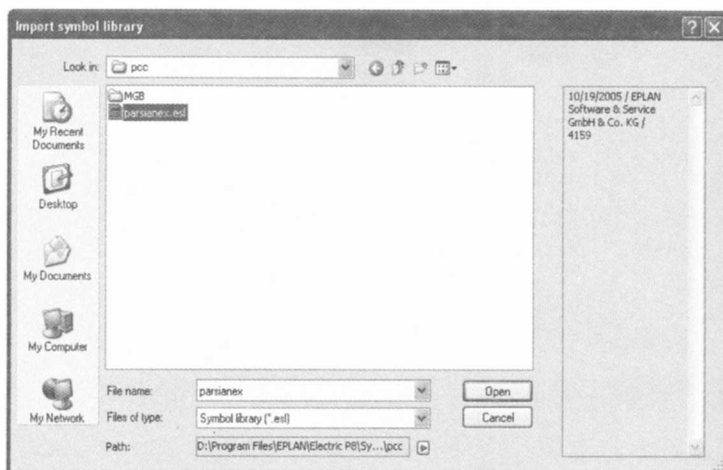 Import symbol library
Look in:
pcc
My Recent
Documents
Desktop
My Documents
My Computer
My Network
MGB
parsianex.esl
10/19/2005 / EPLAN
Software & Service
GmbH & Co. KG /
4159
File name:
parsianex
Open
Files of type:
Symbol library (*.esl)
Cancel
Path:
D:\Program Files\EPLAN\Electric P8\Sy...\pcc